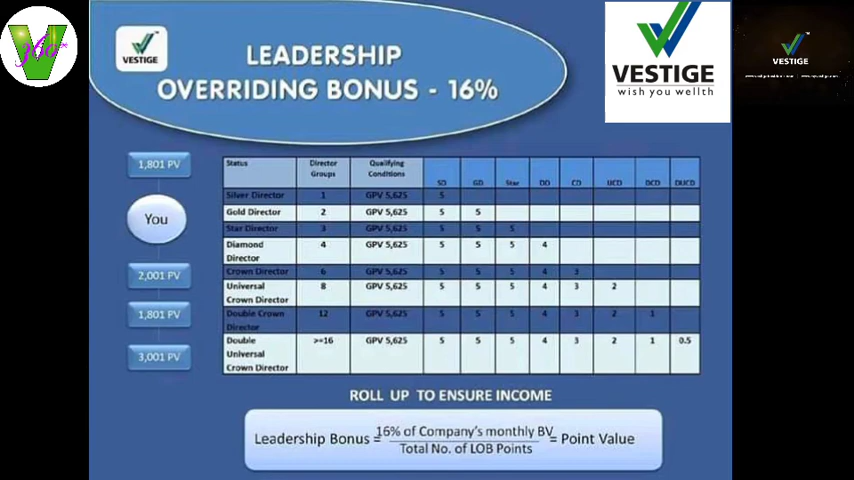 360
VESTIGE
LEADERSHIP
OVERRIDING BONUS - 16%
VESTIGE
wish you wellth
VESTIGE
1,801 PV
You
2,001 PV
1,801 PV
3,001 PV
Status Director Groups Qualifying Conditions SD GD Star DD CD UCD DCD DUCD
Silver Director 1 GPV 5,625 5
Gold Director 2 GPV 5,625 5 5
Star Director 3 GPV 5,625 5 5 5
Diamond Director 4 GPV 5,625 5 5 5 4
Crown Director 6 GPV 5,625 5 5 5 4 3
Universal Crown Director 8 GPV 5,625 5 5 5 4 3 2
Double Crown Director 12 GPV 5,625 5 5 5 4 3 2 1
Double Universal Crown Director >=16 GPV 5,625 5 5 5 4 3 2 1 0.5
ROLL UP TO ENSURE INCOME
16% of Company's monthly BV
Leadership Bonus = = Point Value
Total No. of LOB Points